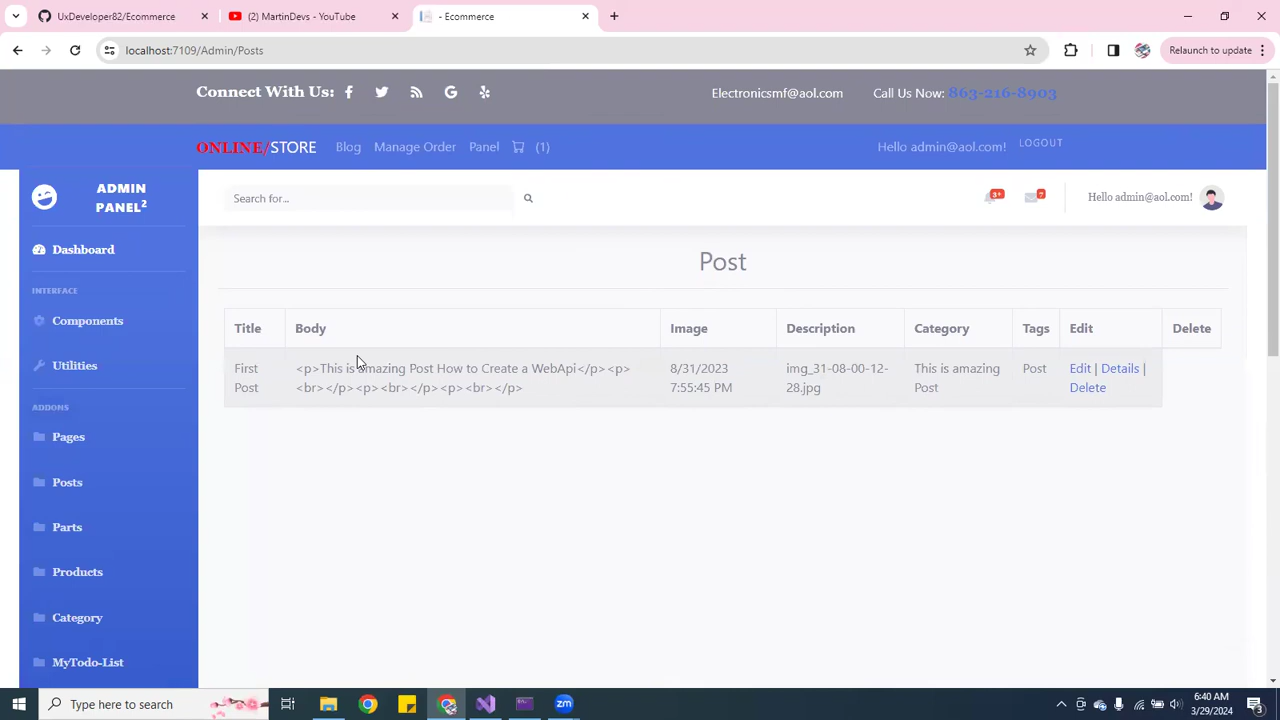 UxDeveloper82/Ecommerce
(2) MartinDevs - YouTube
- Ecommerce
localhost:7109/Admin/Posts
Relaunch to update
Connect With Us:
Electronicsmf@aol.com
Call Us Now: 863-216-8903
ONLINE/STORE
Blog
Manage Order
Panel
(1)
Hello admin@aol.com!
LOGOUT
ADMIN
PANEL2
Search for...
3+
7
Hello admin@aol.com!
Dashboard
INTERFACE
Components
Utilities
ADDONS
Pages
Posts
Parts
Products
Category
MyTodo-List
Post
Title Body Image Description Category Tags Edit Delete
First <p>This is amazing Post How to Create a WebApi</p><p> 8/31/2023 img_31-08-00-12- This is amazing Post Edit | Details |
Post <br></p><p><br></p><p><br></p> 7:55:45 PM 28.jpg Post Delete
Type here to search
zm
6:40 AM
3/29/2024
3